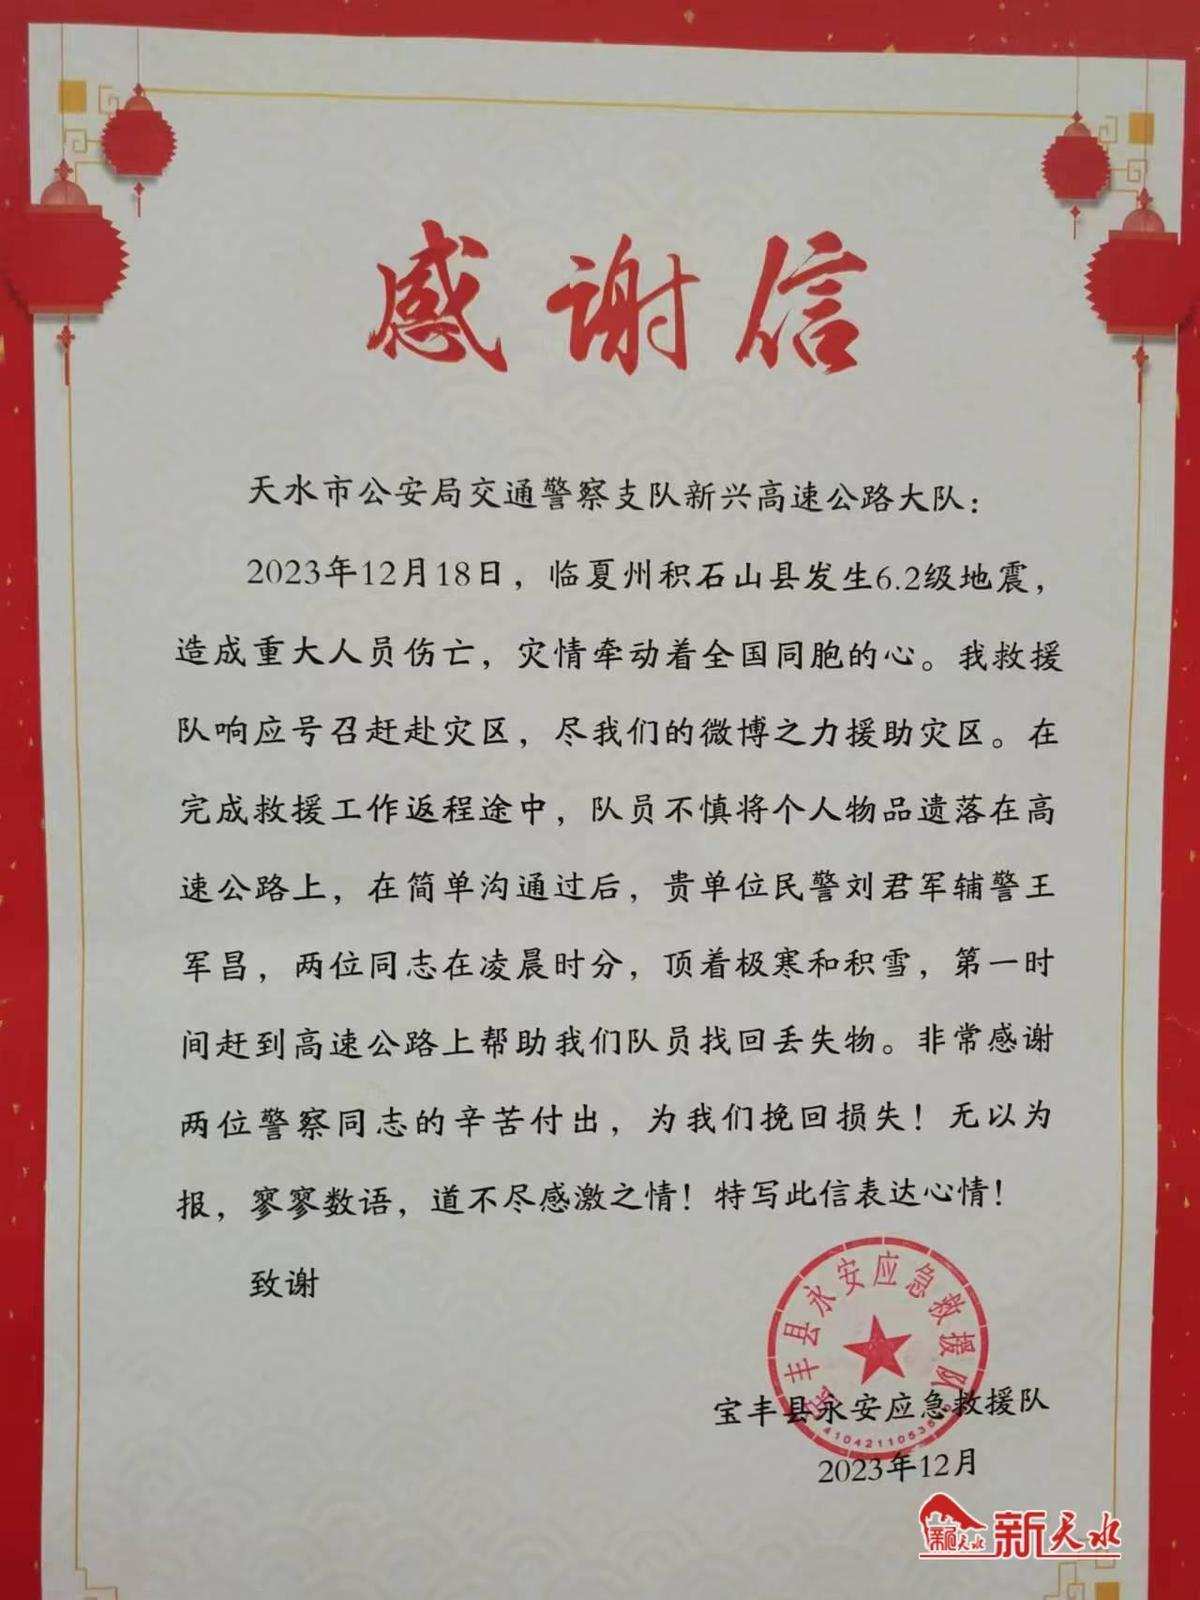 感谢信
天水市公安局交通警察支队新兴高速公路大队：
2023年12月18日，临夏州积石山县发生6.2级地震，
造成重大人员伤亡，灾情牵动着全国同胞的心。我救援
队响应号召赶赴灾区，尽我们的微博之力援助灾区。在
完成救援工作返程途中，队员不慎将个人物品遗落在高
速公路上，在简单沟通过后，贵单位民警刘君军辅警王
军昌，两位同志在凌晨时分，顶着极寒和积雪，第一时
间赶到高速公路上帮助我们队员找回丢失物。非常感谢
两位警察同志的辛苦付出，为我们挽回损失！无以为
报，寥寥数语，道不尽感激之情！特写此信表达心情！
致谢
宝丰县永安应急救援队
宝丰县永安应急救援队
2023年12月
新天水
新天水